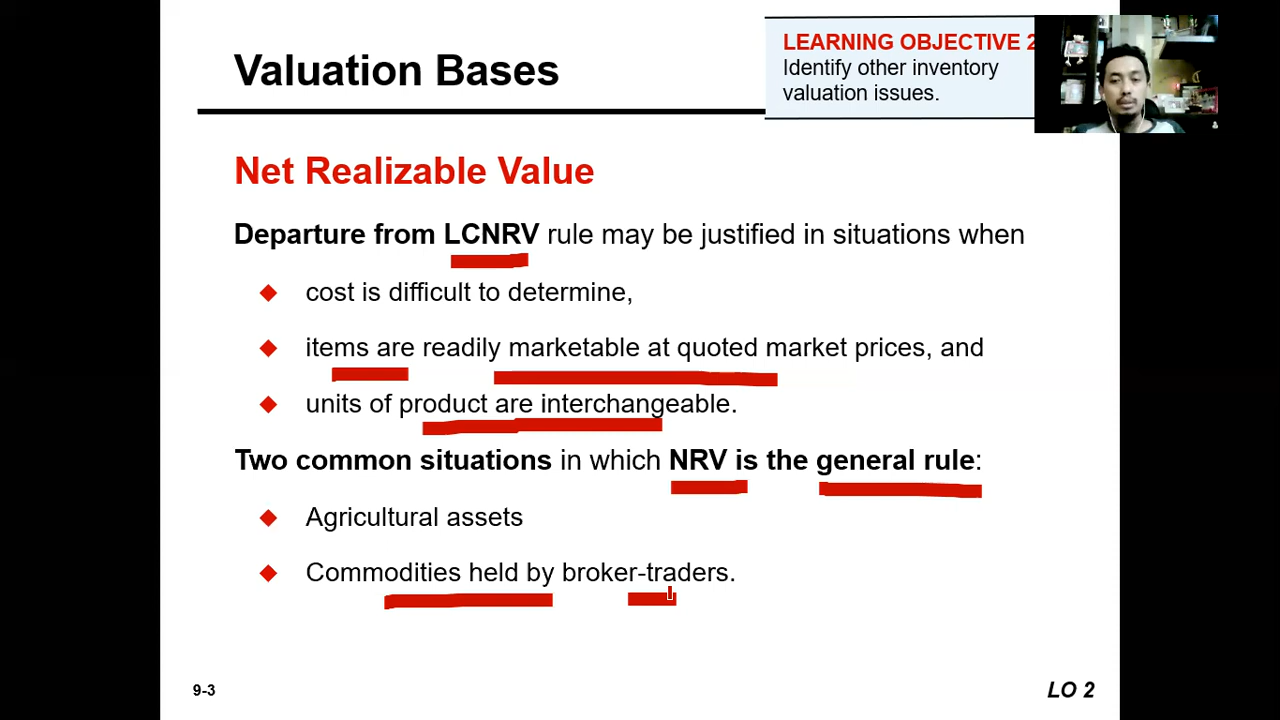 Valuation Bases
LEARNING OBJECTIVE 2
Identify other inventory
valuation issues.
Net Realizable Value
Departure from LCNRV rule may be justified in situations when
cost is difficult to determine,
items are readily marketable at quoted market prices, and
units of product are interchangeable.
Two common situations in which NRV is the general rule:
Agricultural assets
Commodities held by broker-traders.
9-3
LO 2